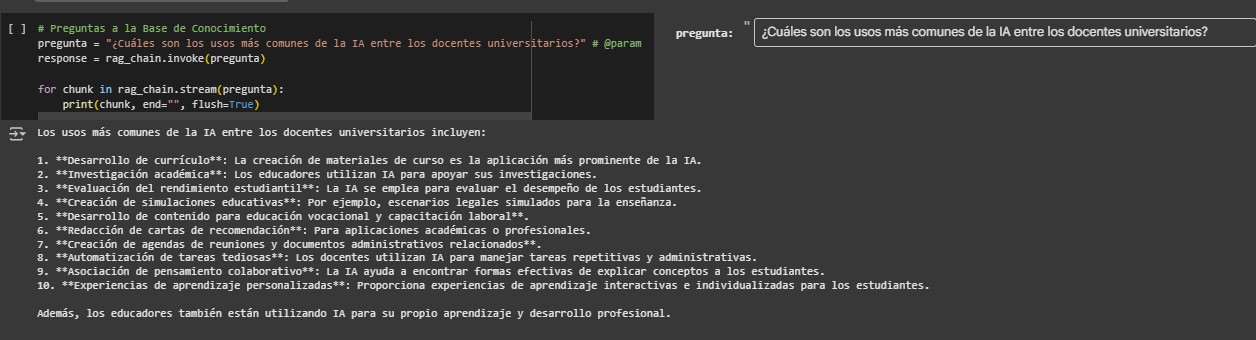 [ ] # Preguntas a la Base de Conocimiento
pregunta = "¿Cuáles son los usos más comunes de la IA entre los docentes universitarios?" # @param
response = rag_chain.invoke(pregunta)
for chunk in rag_chain.stream(pregunta):
    print(chunk, end="", flush=True)
pregunta: " ¿Cuáles son los usos más comunes de la IA entre los docentes universitarios?
Los usos más comunes de la IA entre los docentes universitarios incluyen:
1. **Desarrollo de currículo**: La creación de materiales de curso es la aplicación más prominente de la IA.
2. **Investigación académica**: Los educadores utilizan IA para apoyar sus investigaciones.
3. **Evaluación del rendimiento estudiantil**: La IA se emplea para evaluar el desempeño de los estudiantes.
4. **Creación de simulaciones educativas**: Por ejemplo, escenarios legales simulados para la enseñanza.
5. **Desarrollo de contenido para educación vocacional y capacitación laboral**.
6. **Redacción de cartas de recomendación**: Para aplicaciones académicas o profesionales.
7. **Creación de agendas de reuniones y documentos administrativos relacionados**.
8. **Automatización de tareas tediosas**: Los docentes utilizan IA para manejar tareas repetitivas y administrativas.
9. **Asociación de pensamiento colaborativo**: La IA ayuda a encontrar formas efectivas de explicar conceptos a los estudiantes.
10. **Experiencias de aprendizaje personalizadas**: Proporciona experiencias de aprendizaje interactivas e individualizadas para los estudiantes.
Además, los educadores también están utilizando IA para su propio aprendizaje y desarrollo profesional.